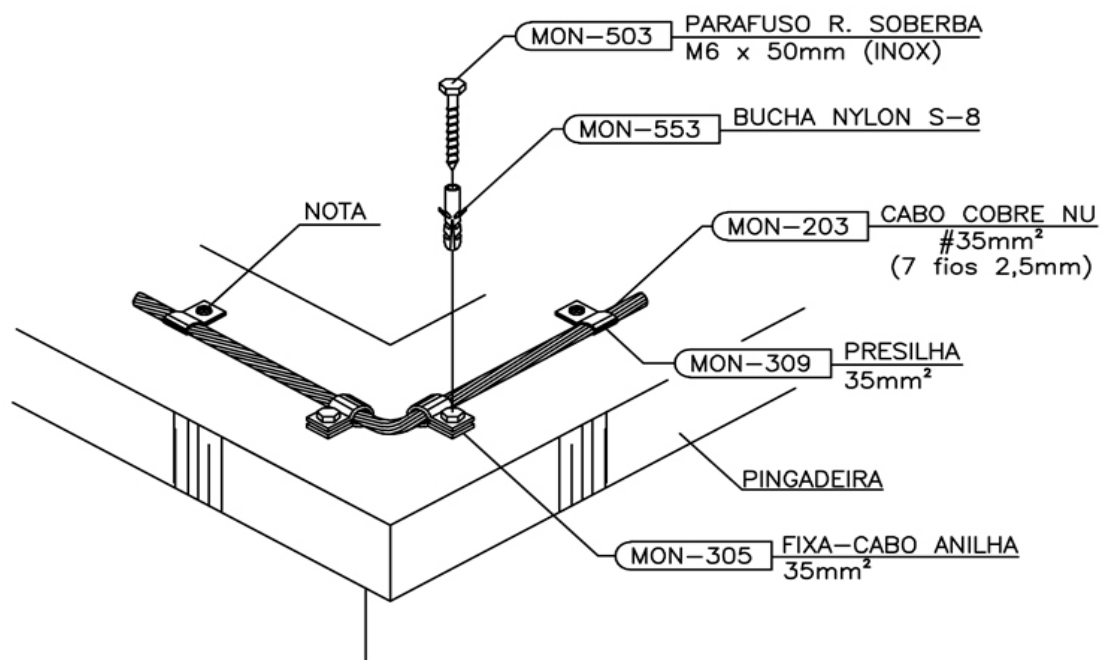 MON-503 PARAFUSO R. SOBERBA
M6 x 50mm (INOX)
MON-553 BUCHA NYLON S-8
NOTA
MON-203 CABO COBRE NU
#35mm²
(7 fios 2,5mm)
MON-309 PRESILHA
35mm²
PINGADEIRA
MON-305 FIXA-CABO ANILHA
35mm²